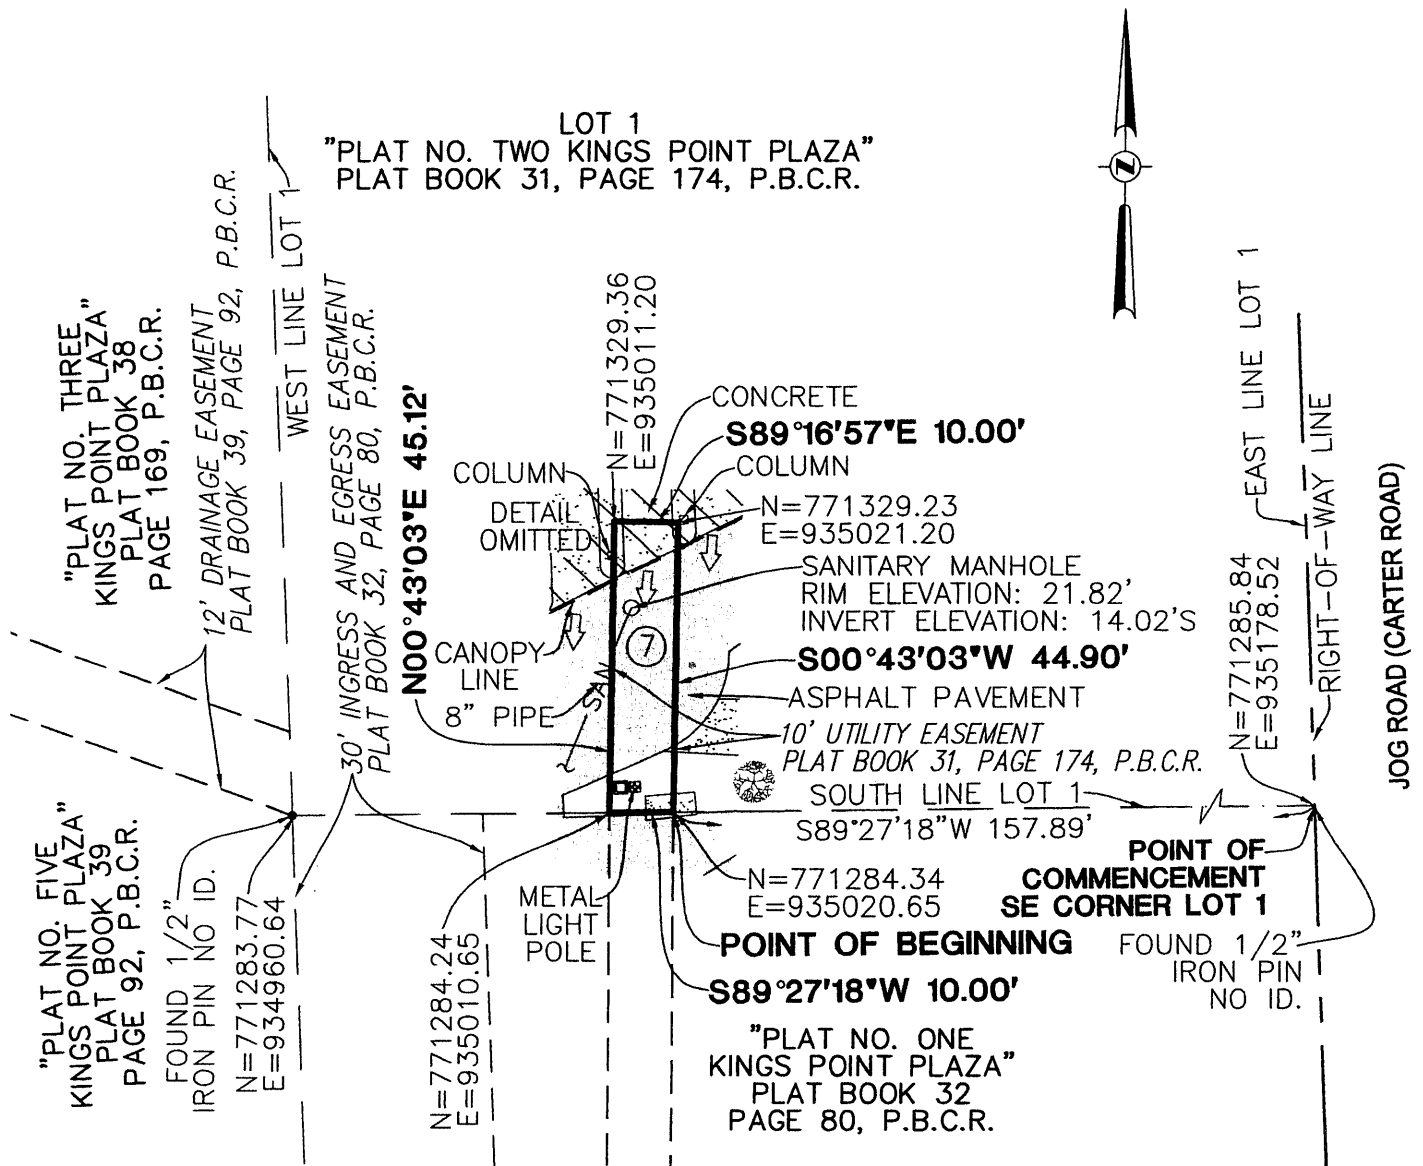 LOT 1
"PLAT NO. TWO KINGS POINT PLAZA"
PLAT BOOK 31, PAGE 174, P.B.C.R.
N
"PLAT NO. THREE
KINGS POINT PLAZA"
PLAT BOOK 38
PAGE 169, P.B.C.R.
12' DRAINAGE EASEMENT
PLAT BOOK 39, PAGE 92, P.B.C.R.
WEST LINE LOT 1
30' INGRESS AND EGRESS EASEMENT
PLAT BOOK 32, PAGE 80, P.B.C.R.
N00°43'03"E 45.12'
N=771329.36
E=935011.20
CONCRETE
S89°16'57"E 10.00'
COLUMN
COLUMN
DETAIL
OMITTED
N=771329.23
E=935021.20
SANITARY MANHOLE
RIM ELEVATION: 21.82'
INVERT ELEVATION: 14.02'S
7
S00°43'03"W 44.90'
CANOPY
LINE
8" PIPE
SAN
ASPHALT PAVEMENT
10' UTILITY EASEMENT
PLAT BOOK 31, PAGE 174, P.B.C.R.
SOUTH LINE LOT 1
S89°27'18"W 157.89'
EAST LINE LOT 1
RIGHT-OF-WAY LINE
JOG ROAD (CARTER ROAD)
N=771285.84
E=935178.52
POINT OF
COMMENCEMENT
SE CORNER LOT 1
FOUND 1/2"
IRON PIN
NO ID.
N=771284.34
E=935020.65
POINT OF BEGINNING
S89°27'18"W 10.00'
METAL
LIGHT
POLE
"PLAT NO. ONE
KINGS POINT PLAZA"
PLAT BOOK 32
PAGE 80, P.B.C.R.
"PLAT NO. FIVE
KINGS POINT PLAZA"
PLAT BOOK 39
PAGE 92, P.B.C.R.
FOUND 1/2"
IRON PIN NO ID.
N=771283.77
E=934960.64
N=771284.24
E=935010.65